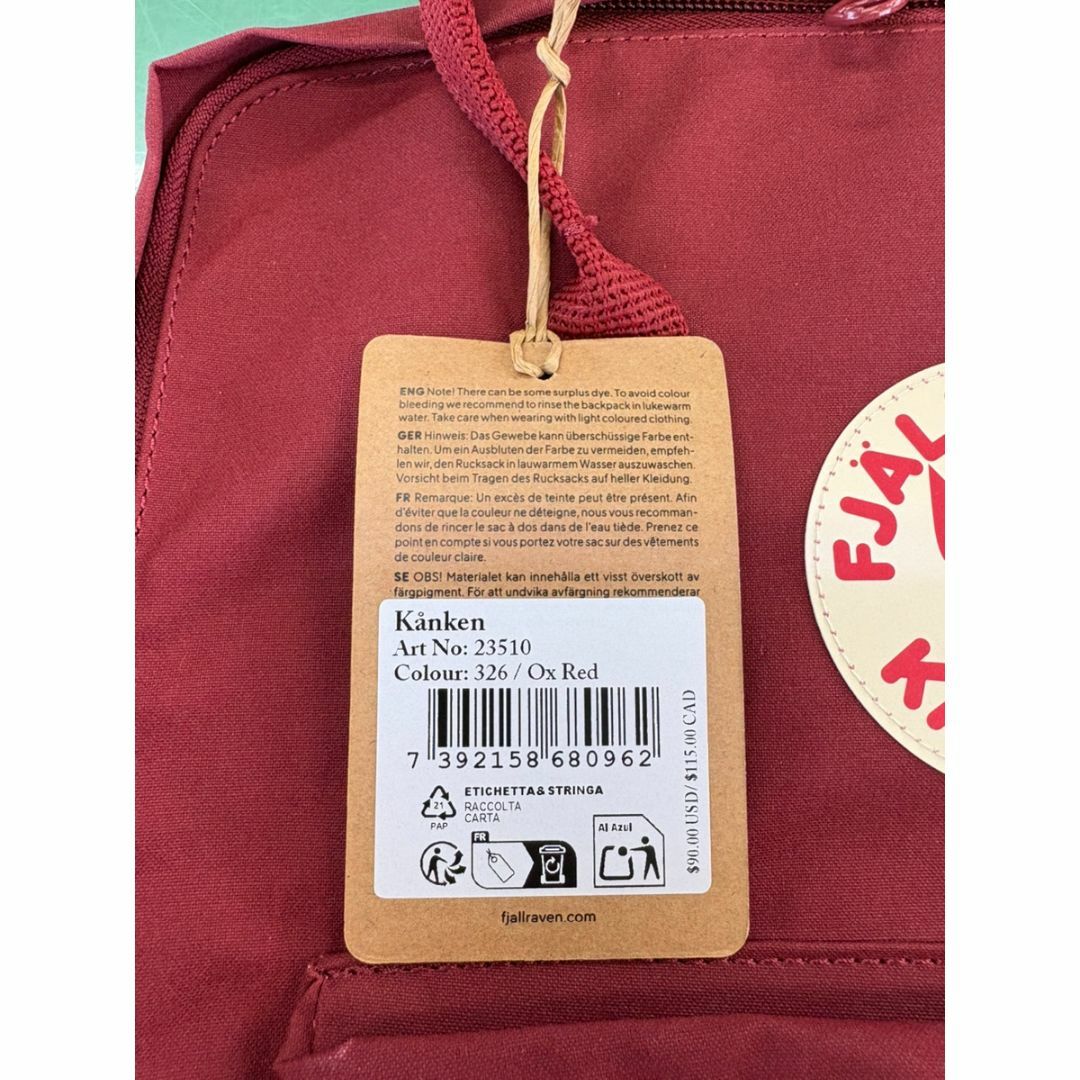 ENG Note! There can be some surplus dye. To avoid colour
bleeding we recommend to rinse the backpack in lukewarm
water. Take care when wearing with light coloured clothing.
GER Hinweis: Das Gewebe kann überschüssige Farbe ent-
halten. Um ein Ausbluten der Farbe zu vermeiden, empfeh-
len wir, den Rucksack in lauwarmem Wasser auszuwaschen.
Vorsicht beim Tragen des Rucksacks auf heller Kleidung.
FR Remarque: Un excès de teinte peut être présent. Afin
d'éviter que la couleur ne déteigne, nous vous recomman-
dons de rincer le sac à dos dans de l'eau tiède. Prenez ce
point en compte si vous portez votre sac sur des vêtements
de couleur claire.
SE OBS! Materialet kan innehålla ett visst överskott av
färgpigment. För att undvika avfärgning rekommenderar
Kånken
Art No: 23510
Colour: 326 / Ox Red
7 392158 680962
$90.00 USD/ $115.00 CAD
21
PAP
ETICHETTA & STRINGA
RACCOLTA
CARTA
FR
Al Azul
fjallraven.com
FJÄL
K